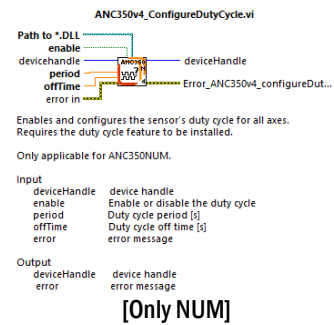 ANC350v4_ConfigureDutyCycle.vi
Path to *.DLL
enable
devicehandle
deviceHandle
period
offTime
Error_ANC350v4_configureDut...
error in
ANC350
Enables and configures the sensor's duty cycle for all axes.
Requires the duty cycle feature to be installed.
Only applicable for ANC350NUM.
Input
deviceHandle device handle
enable Enable or disable the duty cycle
period Duty cycle period [s]
offTime Duty cycle off time [s]
error error message
Output
deviceHandle device handle
error error message
[Only NUM]